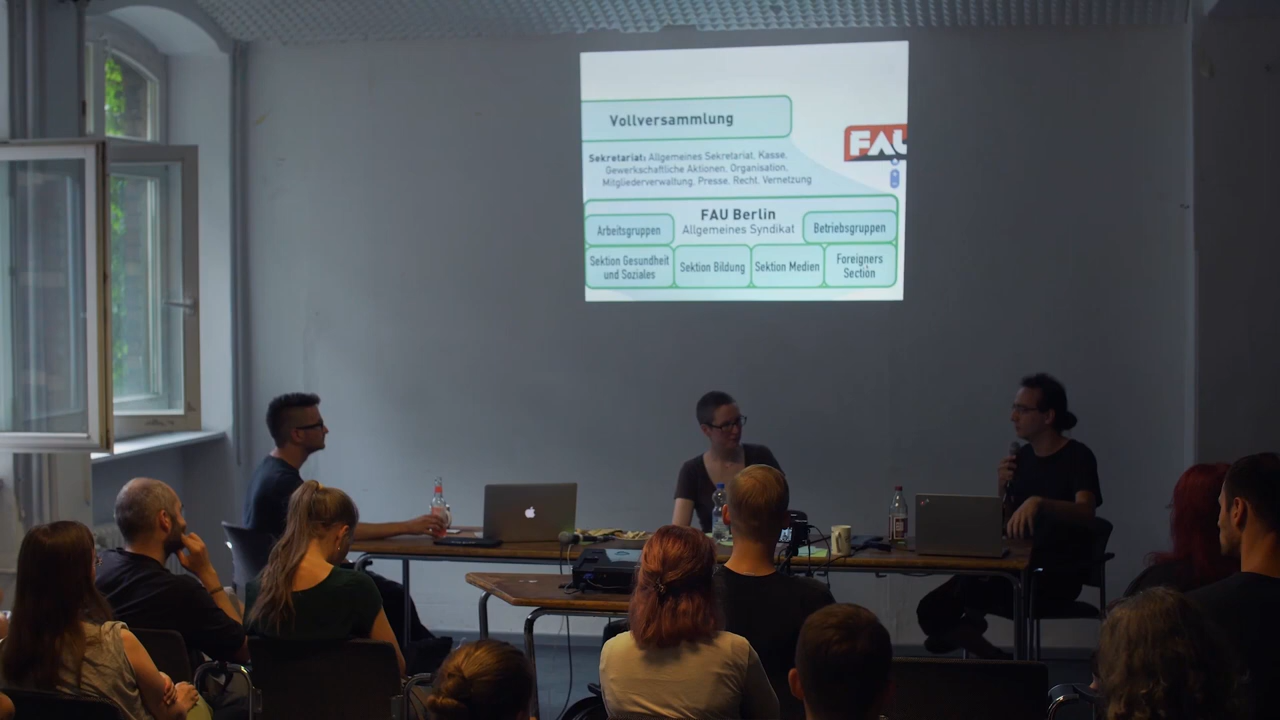 Vollversammlung
FAU
Sekretariat: Allgemeines Sekretariat, Kasse,
Gewerkschaftliche Aktionen, Organisation,
Mitgliederverwaltung, Presse, Recht, Vernetzung
FAU Berlin
Allgemeines Syndikat
Arbeitsgruppen
Betriebsgruppen
Sektion Gesundheit
und Soziales
Sektion Bildung
Sektion Medien
Foreigners
Section